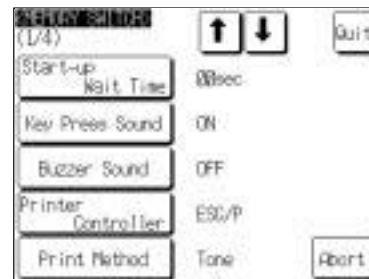 (MEMORY SWITCH)
(1/4)
↑ ↓ Quit
Start-up
Wait Time
00sec
Key Press Sound ON
Buzzer Sound OFF
Printer
Controller
ESC/P
Print Method Tone
Abort